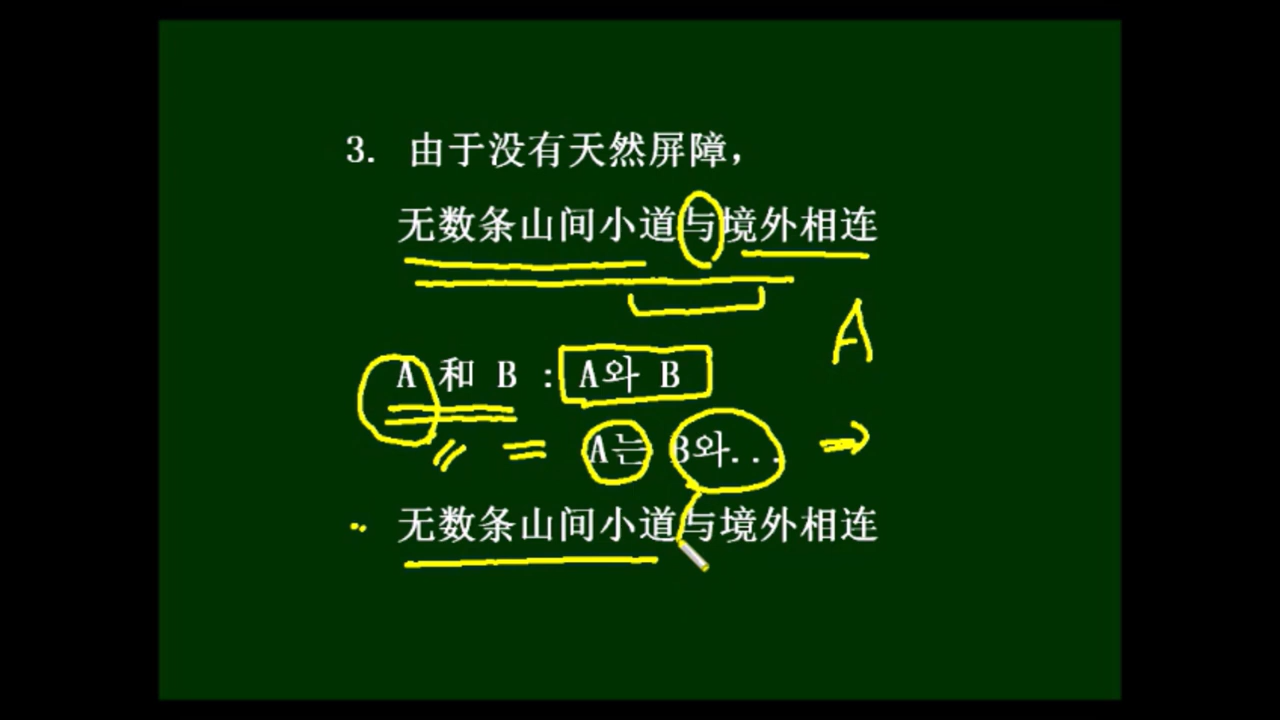 3. 由于没有天然屏障，
无数条山间小道与境外相连
A
A 和 B : A와 B
= A는 B와...
无数条山间小道与境外相连